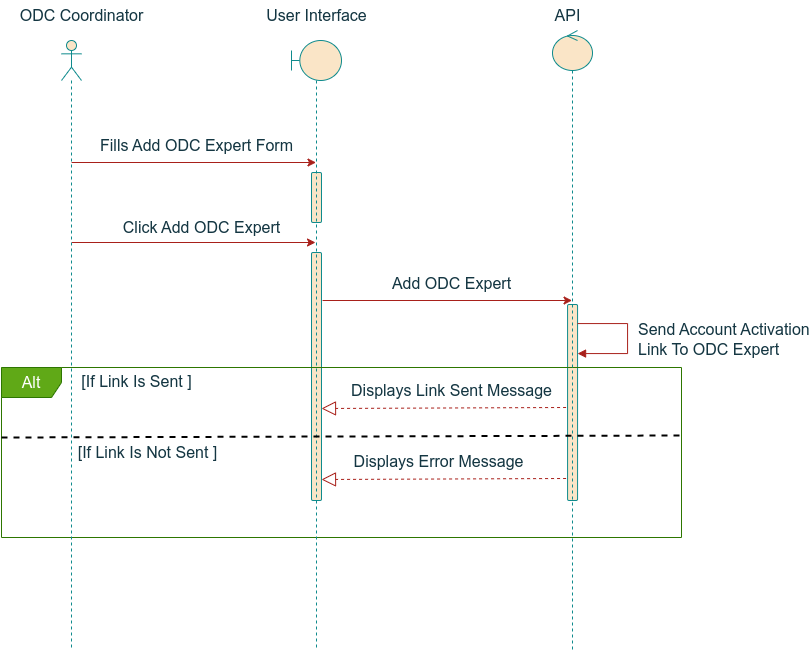 ODC Coordinator
User Interface
API
Fills Add ODC Expert Form
Click Add ODC Expert
Add ODC Expert
Send Account Activation
Link To ODC Expert
Alt
[If Link Is Sent ]
Displays Link Sent Message
[If Link Is Not Sent ]
Displays Error Message